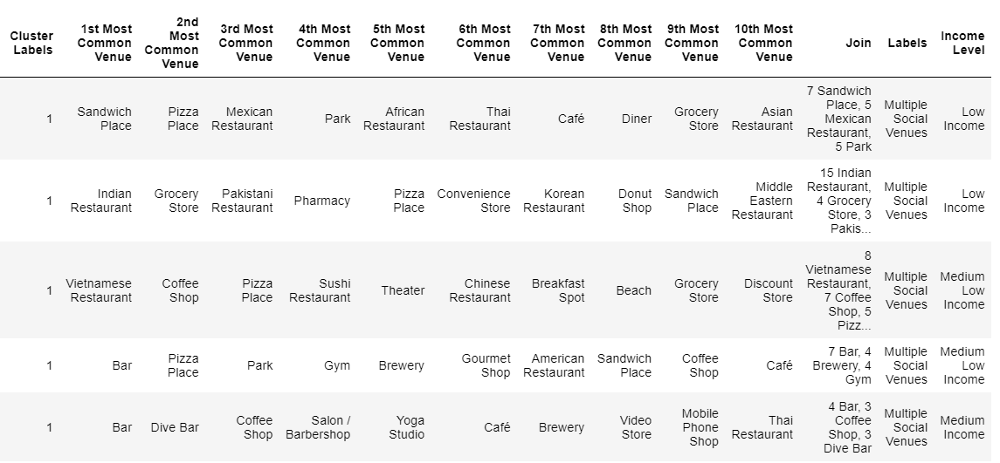 Cluster Labels | 1st Most Common Venue | 2nd Most Common Venue | 3rd Most Common Venue | 4th Most Common Venue | 5th Most Common Venue | 6th Most Common Venue | 7th Most Common Venue | 8th Most Common Venue | 9th Most Common Venue | 10th Most Common Venue | Join | Labels | Income Level
1 | Sandwich Place | Pizza Place | Mexican Restaurant | Park | African Restaurant | Thai Restaurant | Café | Diner | Grocery Store | Asian Restaurant | 7 Sandwich Place, 5 Mexican Restaurant, 5 Park | Multiple Social Venues | Low Income
1 | Indian Restaurant | Grocery Store | Pakistani Restaurant | Pharmacy | Pizza Place | Convenience Store | Korean Restaurant | Donut Shop | Sandwich Place | Middle Eastern Restaurant | 15 Indian Restaurant, 4 Grocery Store, 3 Pakis... | Multiple Social Venues | Low Income
1 | Vietnamese Restaurant | Coffee Shop | Pizza Place | Sushi Restaurant | Theater | Chinese Restaurant | Breakfast Spot | Beach | Grocery Store | Discount Store | 8 Vietnamese Restaurant, 7 Coffee Shop, 5 Pizz... | Multiple Social Venues | Medium Low Income
1 | Bar | Pizza Place | Park | Gym | Brewery | Gourmet Shop | American Restaurant | Sandwich Place | Coffee Shop | Café | 7 Bar, 4 Brewery, 4 Gym | Multiple Social Venues | Medium Low Income
1 | Bar | Dive Bar | Coffee Shop | Salon / Barbershop | Yoga Studio | Café | Brewery | Video Store | Mobile Phone Shop | Thai Restaurant | 4 Bar, 3 Coffee Shop, 3 Dive Bar | Multiple Social Venues | Medium Income